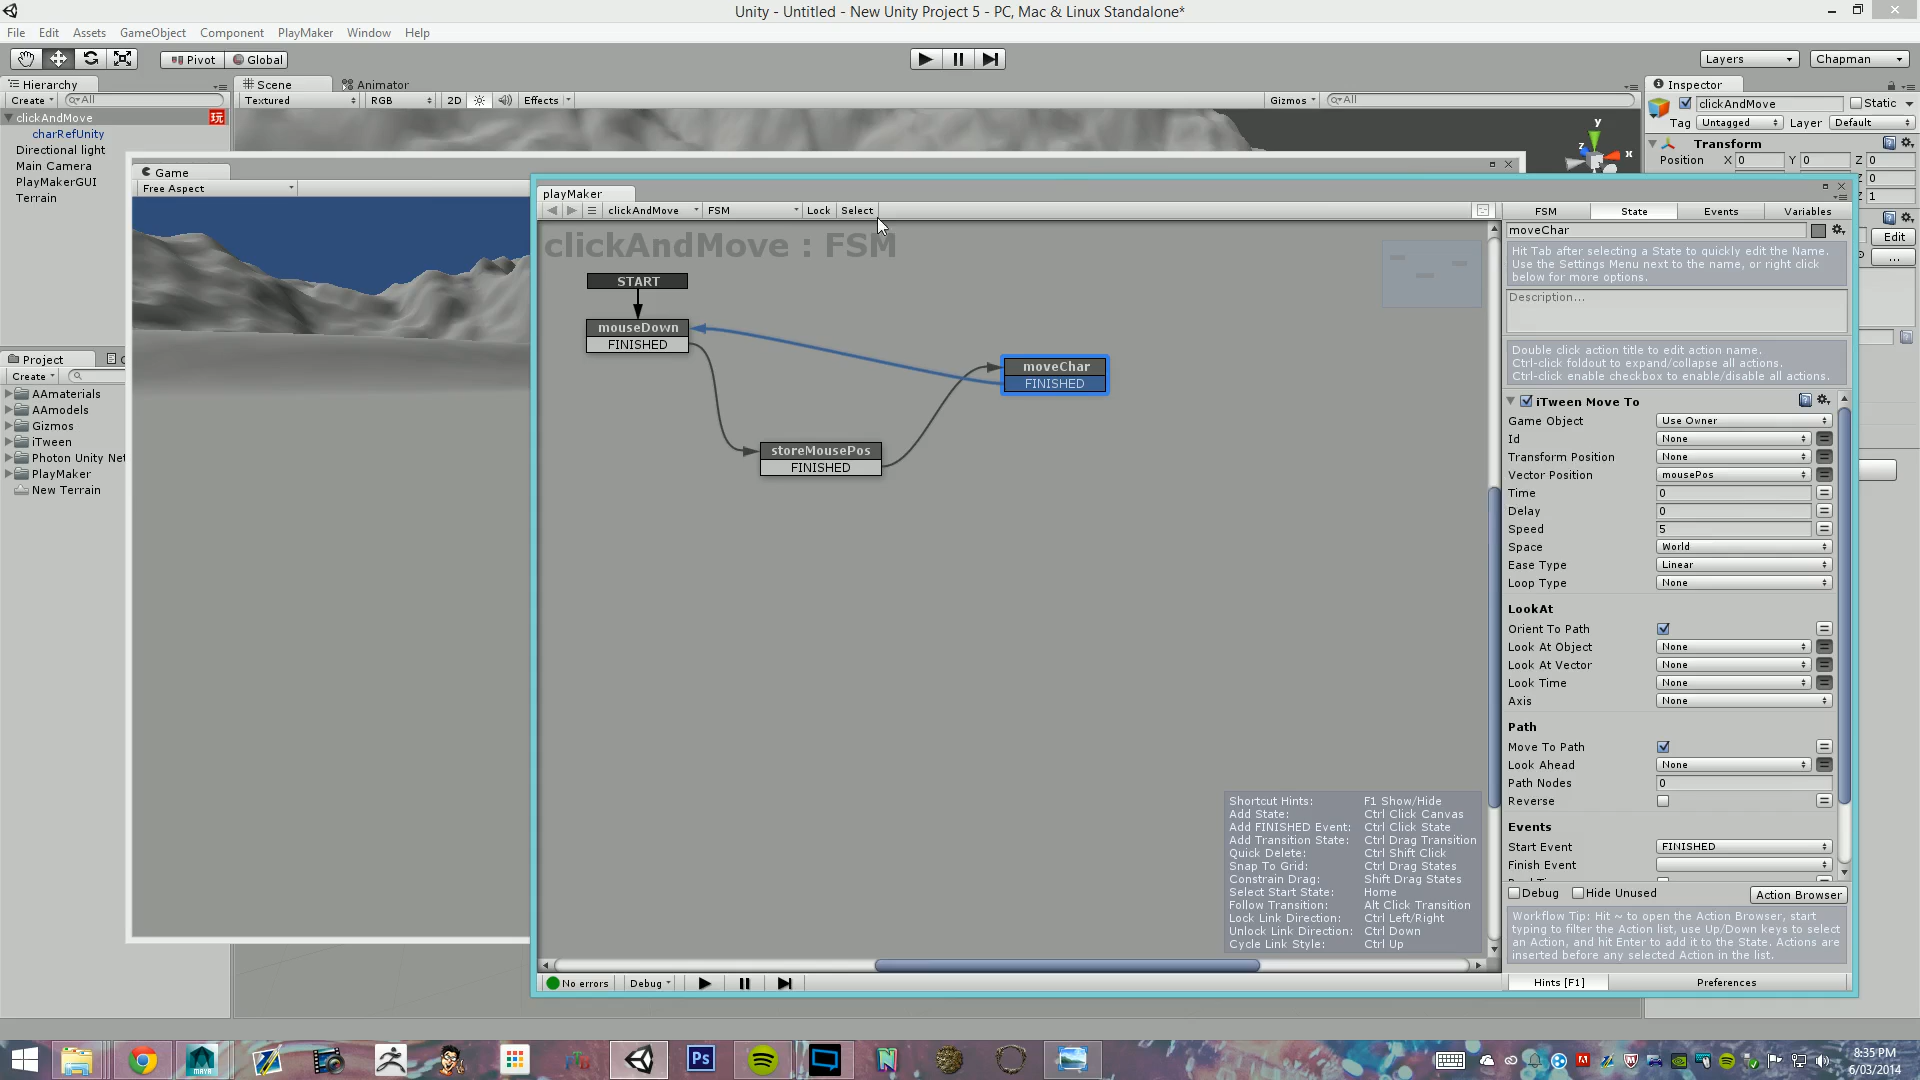 Unity - Untitled - New Unity Project 5 - PC, Mac & Linux Standalone*
File Edit Assets GameObject Component PlayMaker Window Help
Pivot Global Layers Chapman
Hierarchy Scene Animator Inspector
Create All Textured RGB 2D Effects Gizmos All
clickAndMove 玩
charRefUnity
Directional light
Main Camera
PlayMakerGUI
Terrain
clickAndMove Static
Tag Untagged Layer Default
Transform
Position X 0 Y 0 Z 0
Z 0
Z 1
Edit
...
y
z
x
Project
Create
AAmaterials
AAmodels
Gizmos
iTween
Photon Unity Net
PlayMaker
New Terrain
Game
Free Aspect
playMaker
clickAndMove FSM Lock Select
clickAndMove : FSM
START
mouseDown
FINISHED
moveChar
FINISHED
storeMousePos
FINISHED
Shortcut Hints: F1 Show/Hide
Add State: Ctrl Click Canvas
Add FINISHED Event: Ctrl Click State
Add Transition State: Ctrl Drag Transition
Quick Delete: Ctrl Shift Click
Snap To Grid: Ctrl Drag States
Constrain Drag: Shift Drag States
Select Start State: Home
Follow Transition: Alt Click Transition
Lock Link Direction: Ctrl Left/Right
Unlock Link Direction: Ctrl Down
Cycle Link Style: Ctrl Up
No errors Debug
FSM State Events Variables
moveChar
Hit Tab after selecting a State to quickly edit the Name.
Use the Settings Menu next to the name, or right click
below for more options.
Description...
Double click action title to edit action name.
Ctrl-click foldout to expand/collapse all actions.
Ctrl-click enable checkbox to enable/disable all actions.
iTween Move To
Game Object Use Owner
Id None
Transform Position None
Vector Position mousePos
Time 0
Delay 0
Speed 5
Space World
Ease Type Linear
Loop Type None
LookAt
Orient To Path
Look At Object None
Look At Vector None
Look Time None
Axis None
Path
Move To Path
Look Ahead None
Path Nodes 0
Reverse
Events
Start Event FINISHED
Finish Event
Debug Hide Unused Action Browser
Workflow Tip: Hit ~ to open the Action Browser, start
typing to filter the Action list, use Up/Down keys to select
an Action, and hit Enter to add it to the State. Actions are
inserted before any selected Action in the list.
Hints [F1] Preferences
MAYA Ps N
8:35 PM
6/03/2014